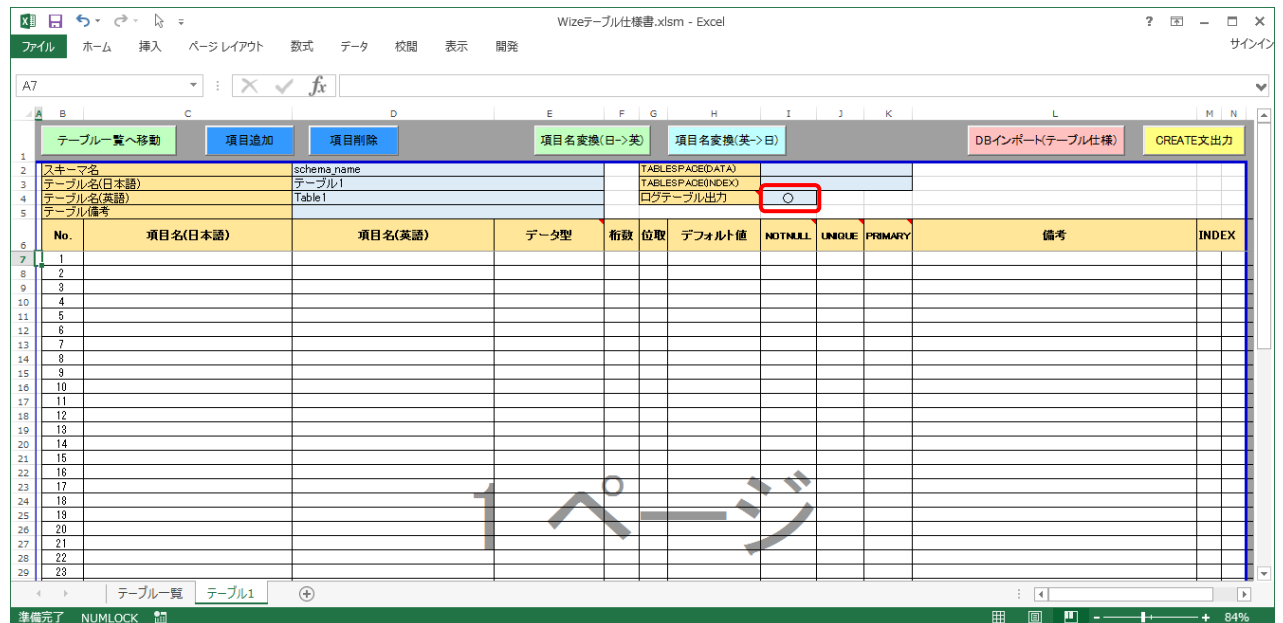 Wizeテーブル仕様書.xlsm - Excel
ファイル ホーム 挿入 ページ レイアウト 数式 データ 校閲 表示 開発 サインイン
A7 fx
A B C D E F G H I J K L M N
1 テーブル一覧へ移動 項目追加 項目削除 項目名変換(日->英) 項目名変換(英->日) DBインポート(テーブル仕様) CREATE文出力
2 スキーマ名 schema_name TABLESPACE(DATA)
3 テーブル名(日本語) テーブル1 TABLESPACE(INDEX)
4 テーブル名(英語) Table1 ログテーブル出力 ○
5 テーブル備考
6 No. 項目名(日本語) 項目名(英語) データ型 桁数 位取 デフォルト値 NOTNULL UNIQUE PRIMARY 備考 INDEX
7 1
8 2
9 3
10 4
11 5
12 6
13 7
14 8
15 9
16 10
17 11
18 12
19 13
20 14
21 15
22 16
23 17
24 18
25 19
26 20
27 21
28 22
29 23
1 ページ
テーブル一覧 テーブル1
準備完了 NUMLOCK 84%